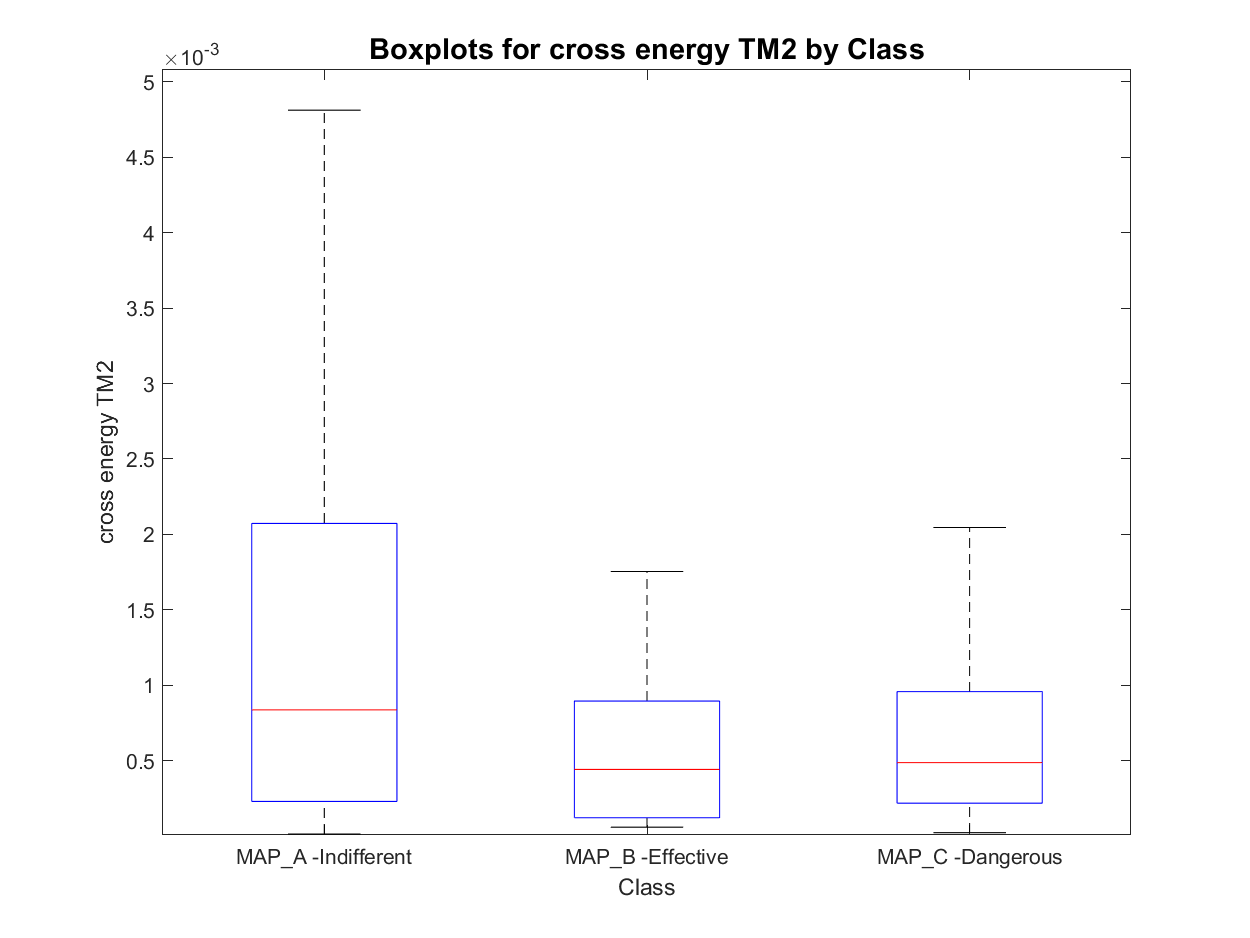 Boxplots for cross energy TM2 by Class
×10-3
5
4.5
4
3.5
3
2.5
2
1.5
1
0.5
cross energy TM2
MAP_A -Indifferent
MAP_B -Effective
MAP_C -Dangerous
Class